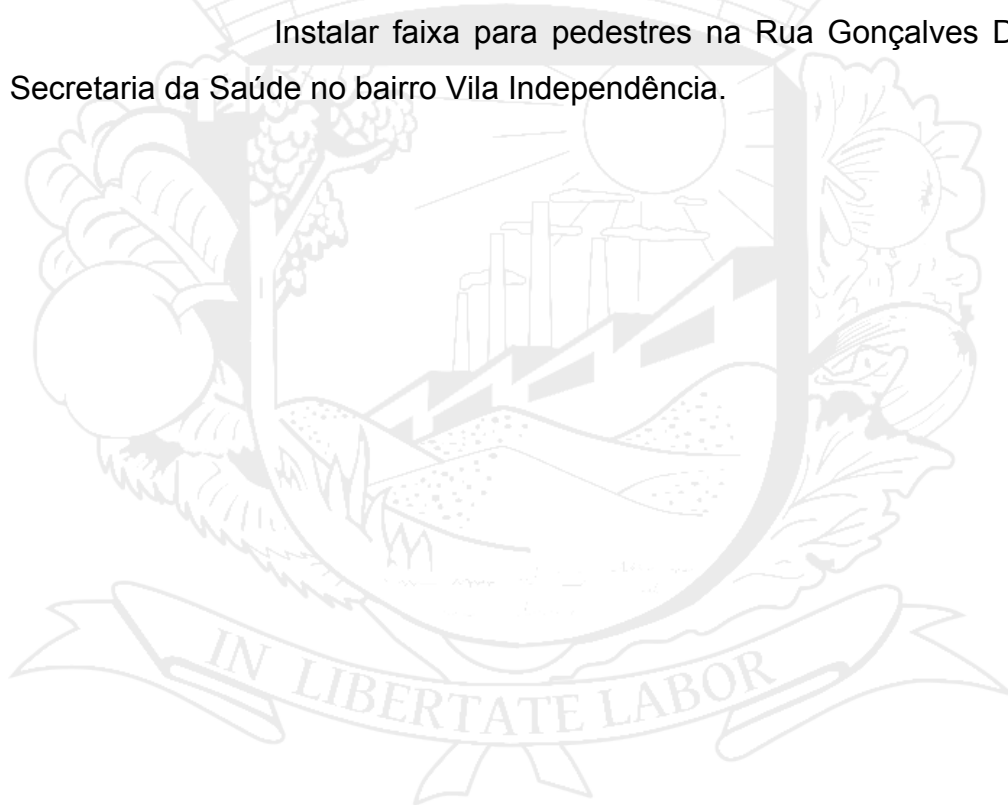 Instalar faixa para pedestres na Rua Gonçalves
Secretaria da Saúde no bairro Vila Independência.
IN LIBERTATE LABOR